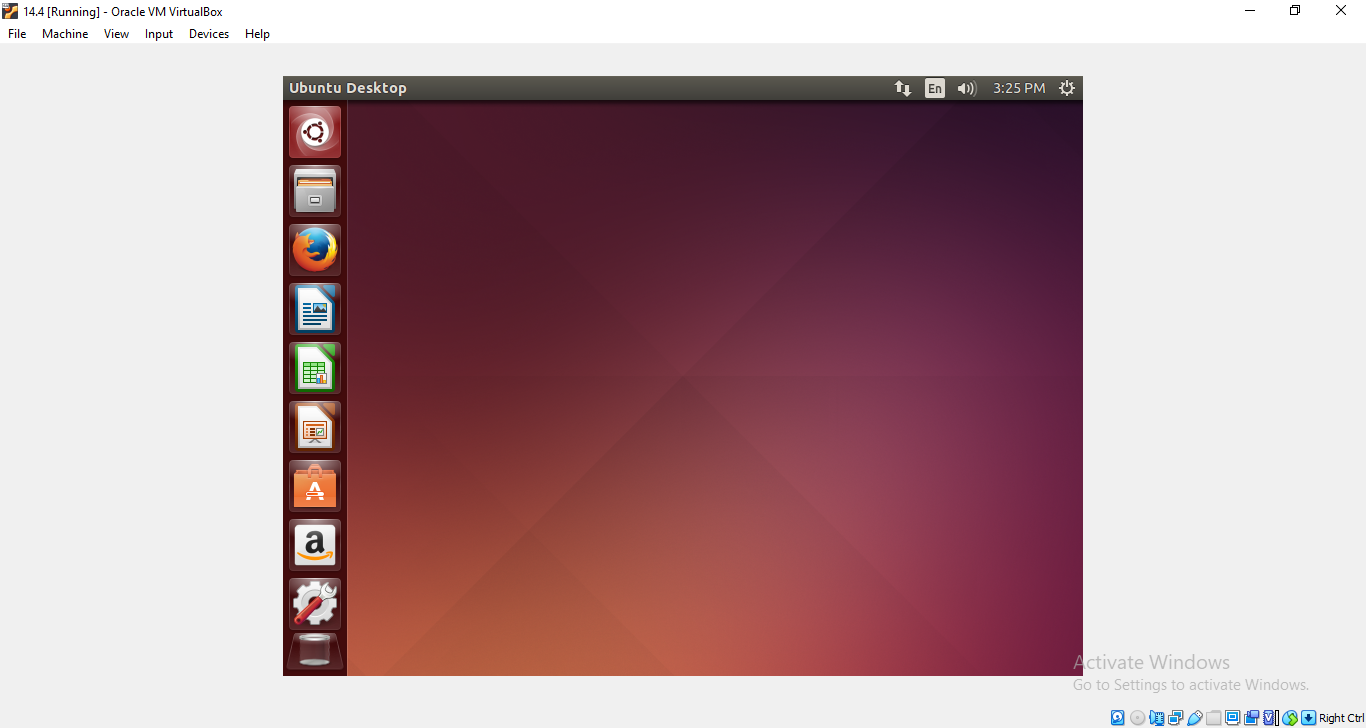 14.4 [Running] - Oracle VM VirtualBox
File Machine View Input Devices Help
Ubuntu Desktop En 3:25 PM
a
Activate Windows
Go to Settings to activate Windows.
Right Ctrl